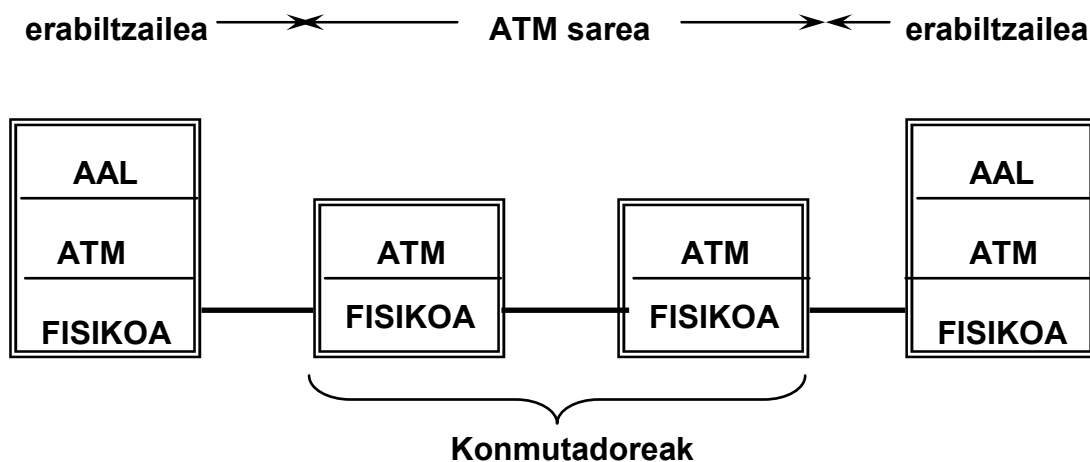 erabiltzailea ATM sarea erabiltzailea
AAL AAL
ATM ATM ATM ATM
FISIKOA FISIKOA FISIKOA FISIKOA
Konmutadoreak